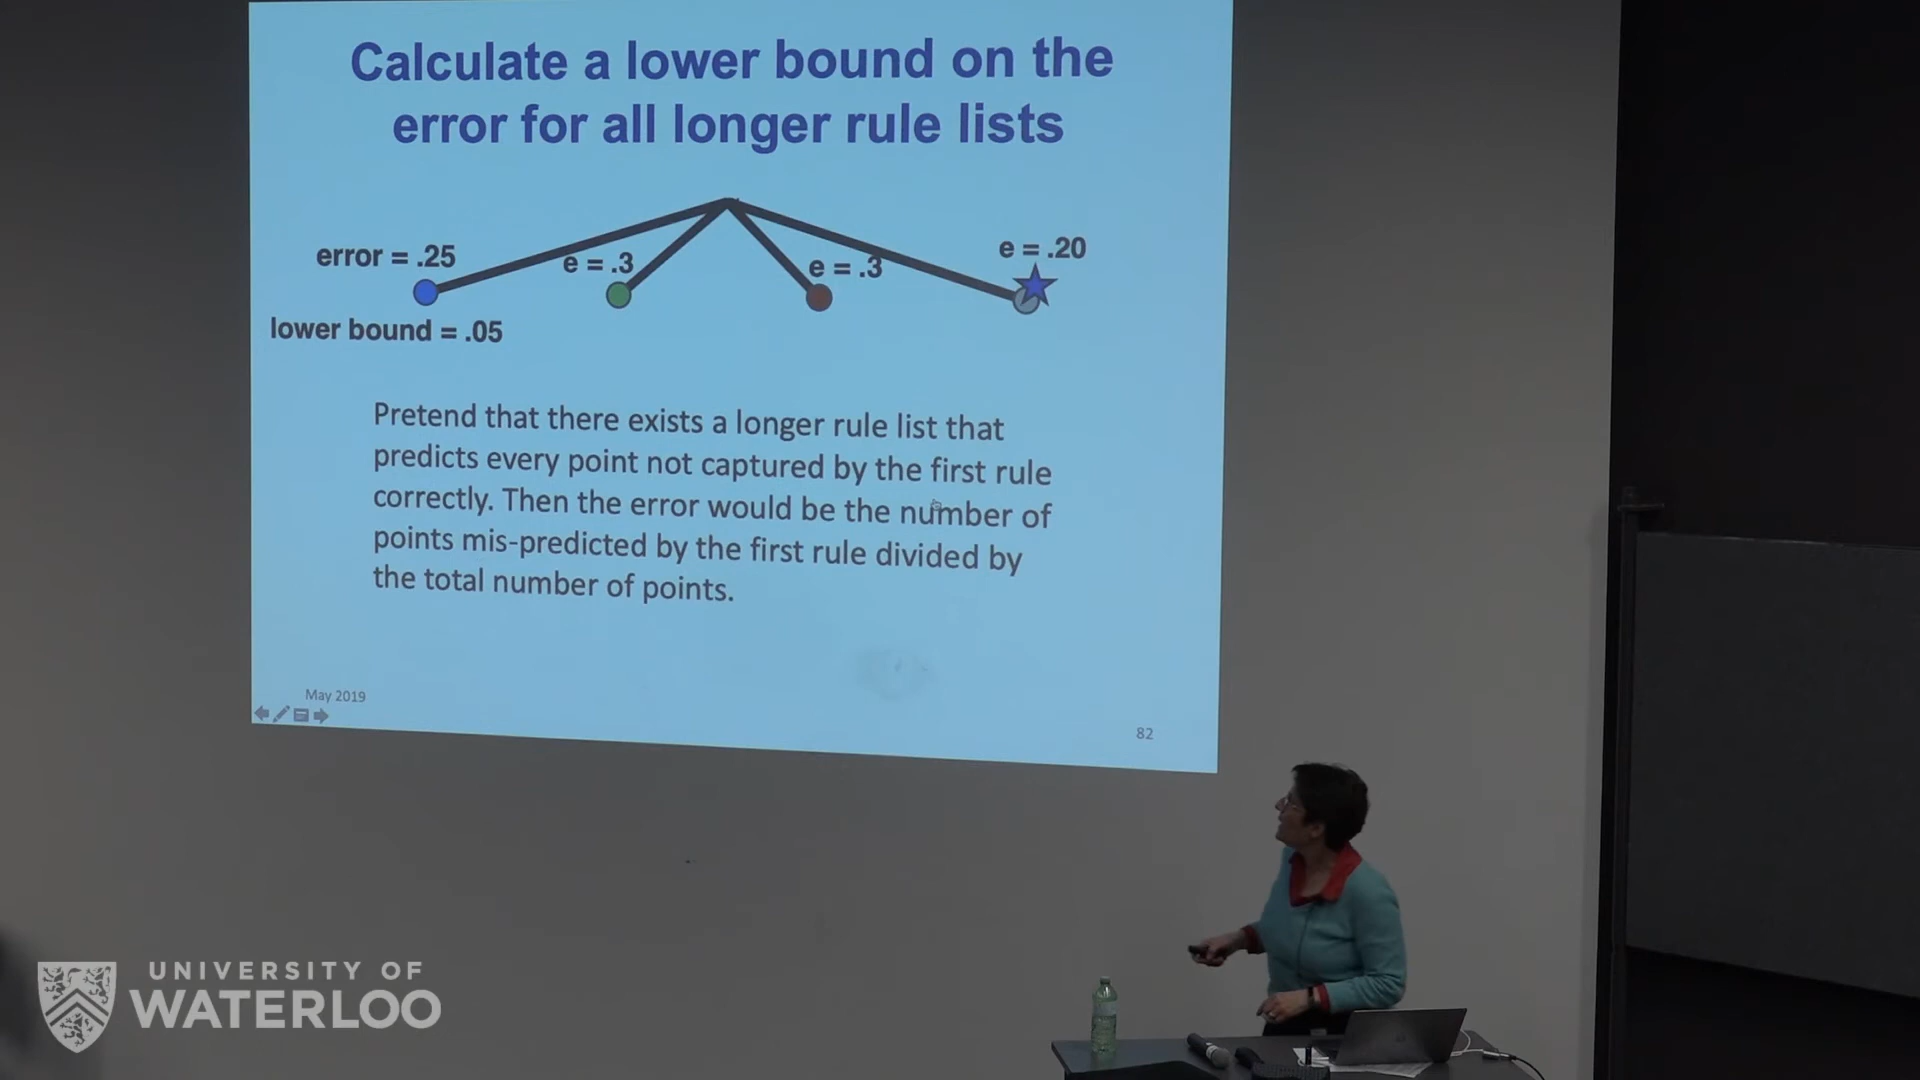 Calculate a lower bound on the
error for all longer rule lists
error = .25
e = .3
e = .3
e = .20
lower bound = .05
Pretend that there exists a longer rule list that
predicts every point not captured by the first rule
correctly. Then the error would be the number of
points mis-predicted by the first rule divided by
the total number of points.
May 2019
82
UNIVERSITY OF
WATERLOO